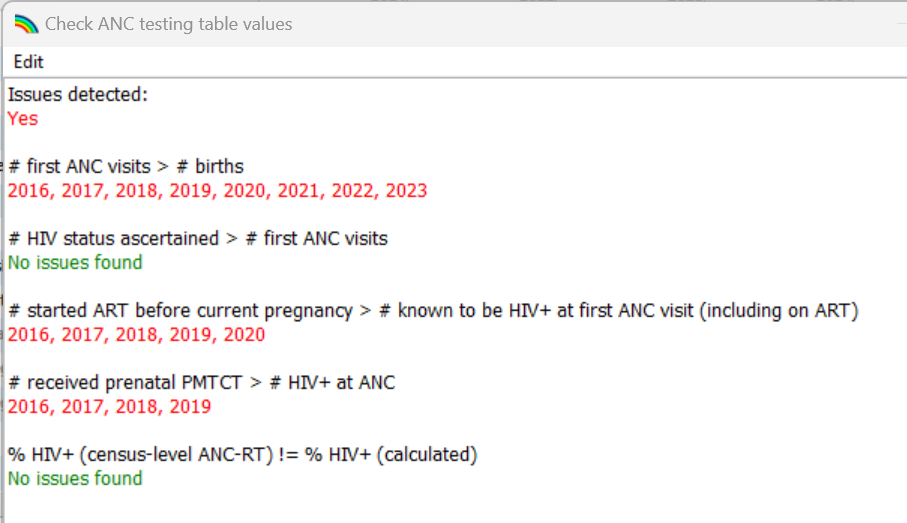 Check ANC testing table values
Edit
Issues detected:
Yes
# first ANC visits > # births
2016, 2017, 2018, 2019, 2020, 2021, 2022, 2023
# HIV status ascertained > # first ANC visits
No issues found
# started ART before current pregnancy > # known to be HIV+ at first ANC visit (including on ART)
2016, 2017, 2018, 2019, 2020
# received prenatal PMTCT > # HIV+ at ANC
2016, 2017, 2018, 2019
% HIV+ (census-level ANC-RT) != % HIV+ (calculated)
No issues found